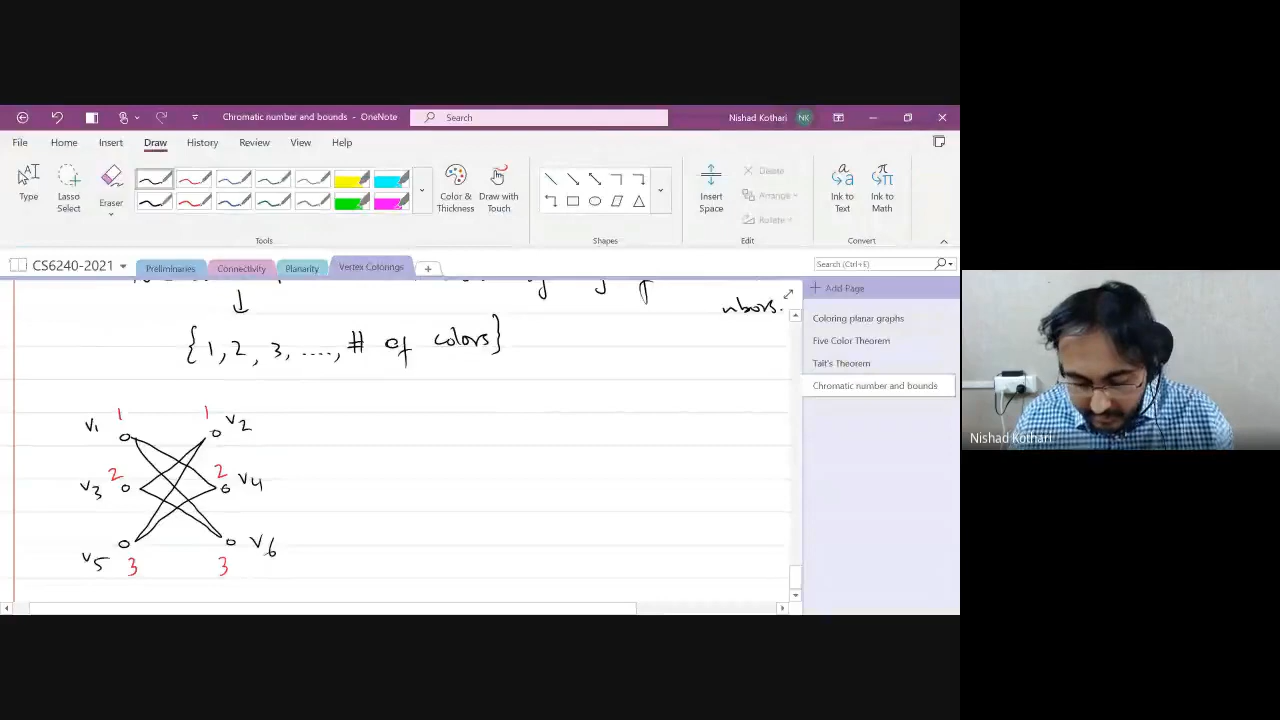 Chromatic number and bounds - OneNote
Search
Nishad Kothari NK
File Home Insert Draw History Review View Help
Type
Lasso Select
Eraser
Color & Thickness
Draw with Touch
Insert Space
Delete
Arrange
Rotate
Ink to Text
Ink to Math
Tools
Shapes
Edit
Convert
CS6240-2021
Preliminaries
Connectivity
Planarity
Vertex Colorings
+
Search (Ctrl+E)
+ Add Page
Coloring planar graphs
Five Color Theorem
Tait's Theorem
Chromatic number and bounds
nbors.
↓
{1, 2, 3, ...., # of colors}
1 1
v1 v2
2 2
v3 v4
v5 v6
3 3
Nishad Kothari